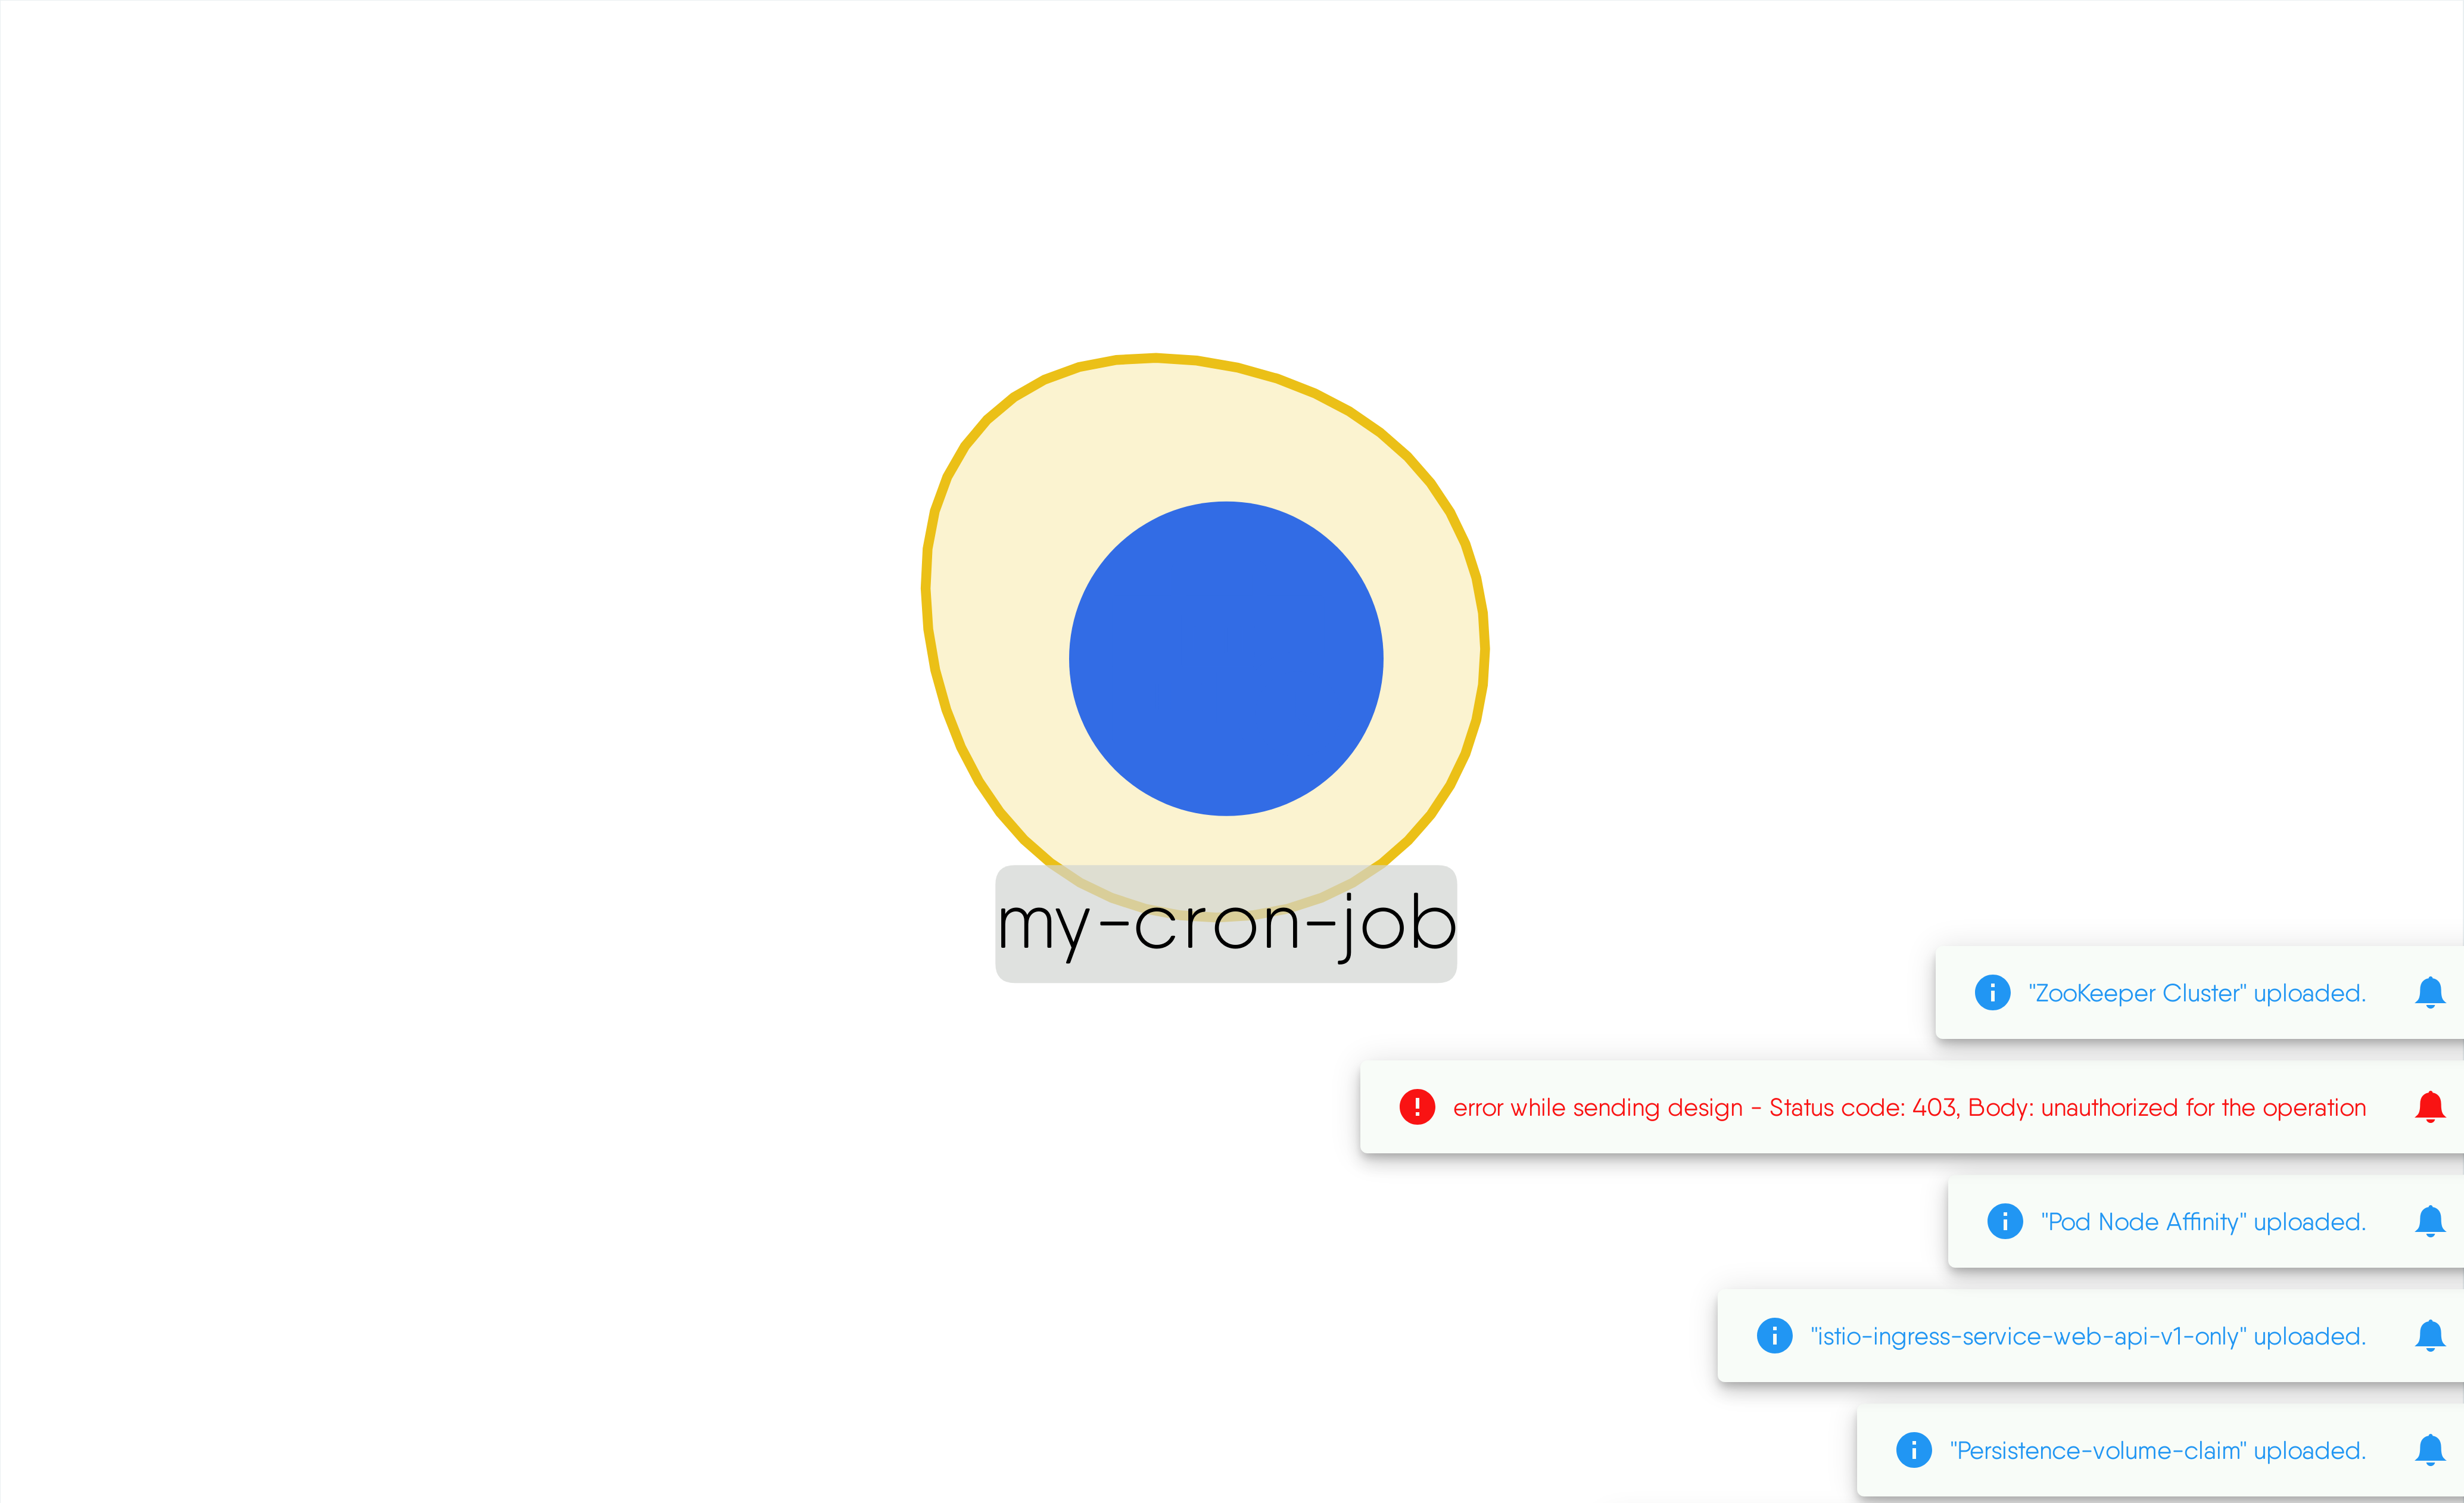 my-cron-job
"ZooKeeper Cluster" uploaded.
error while sending design - Status code: 403, Body: unauthorized for the operation
"Pod Node Affinity" uploaded.
"istio-ingress-service-web-api-v1-only" uploaded.
"Persistence-volume-claim" uploaded.